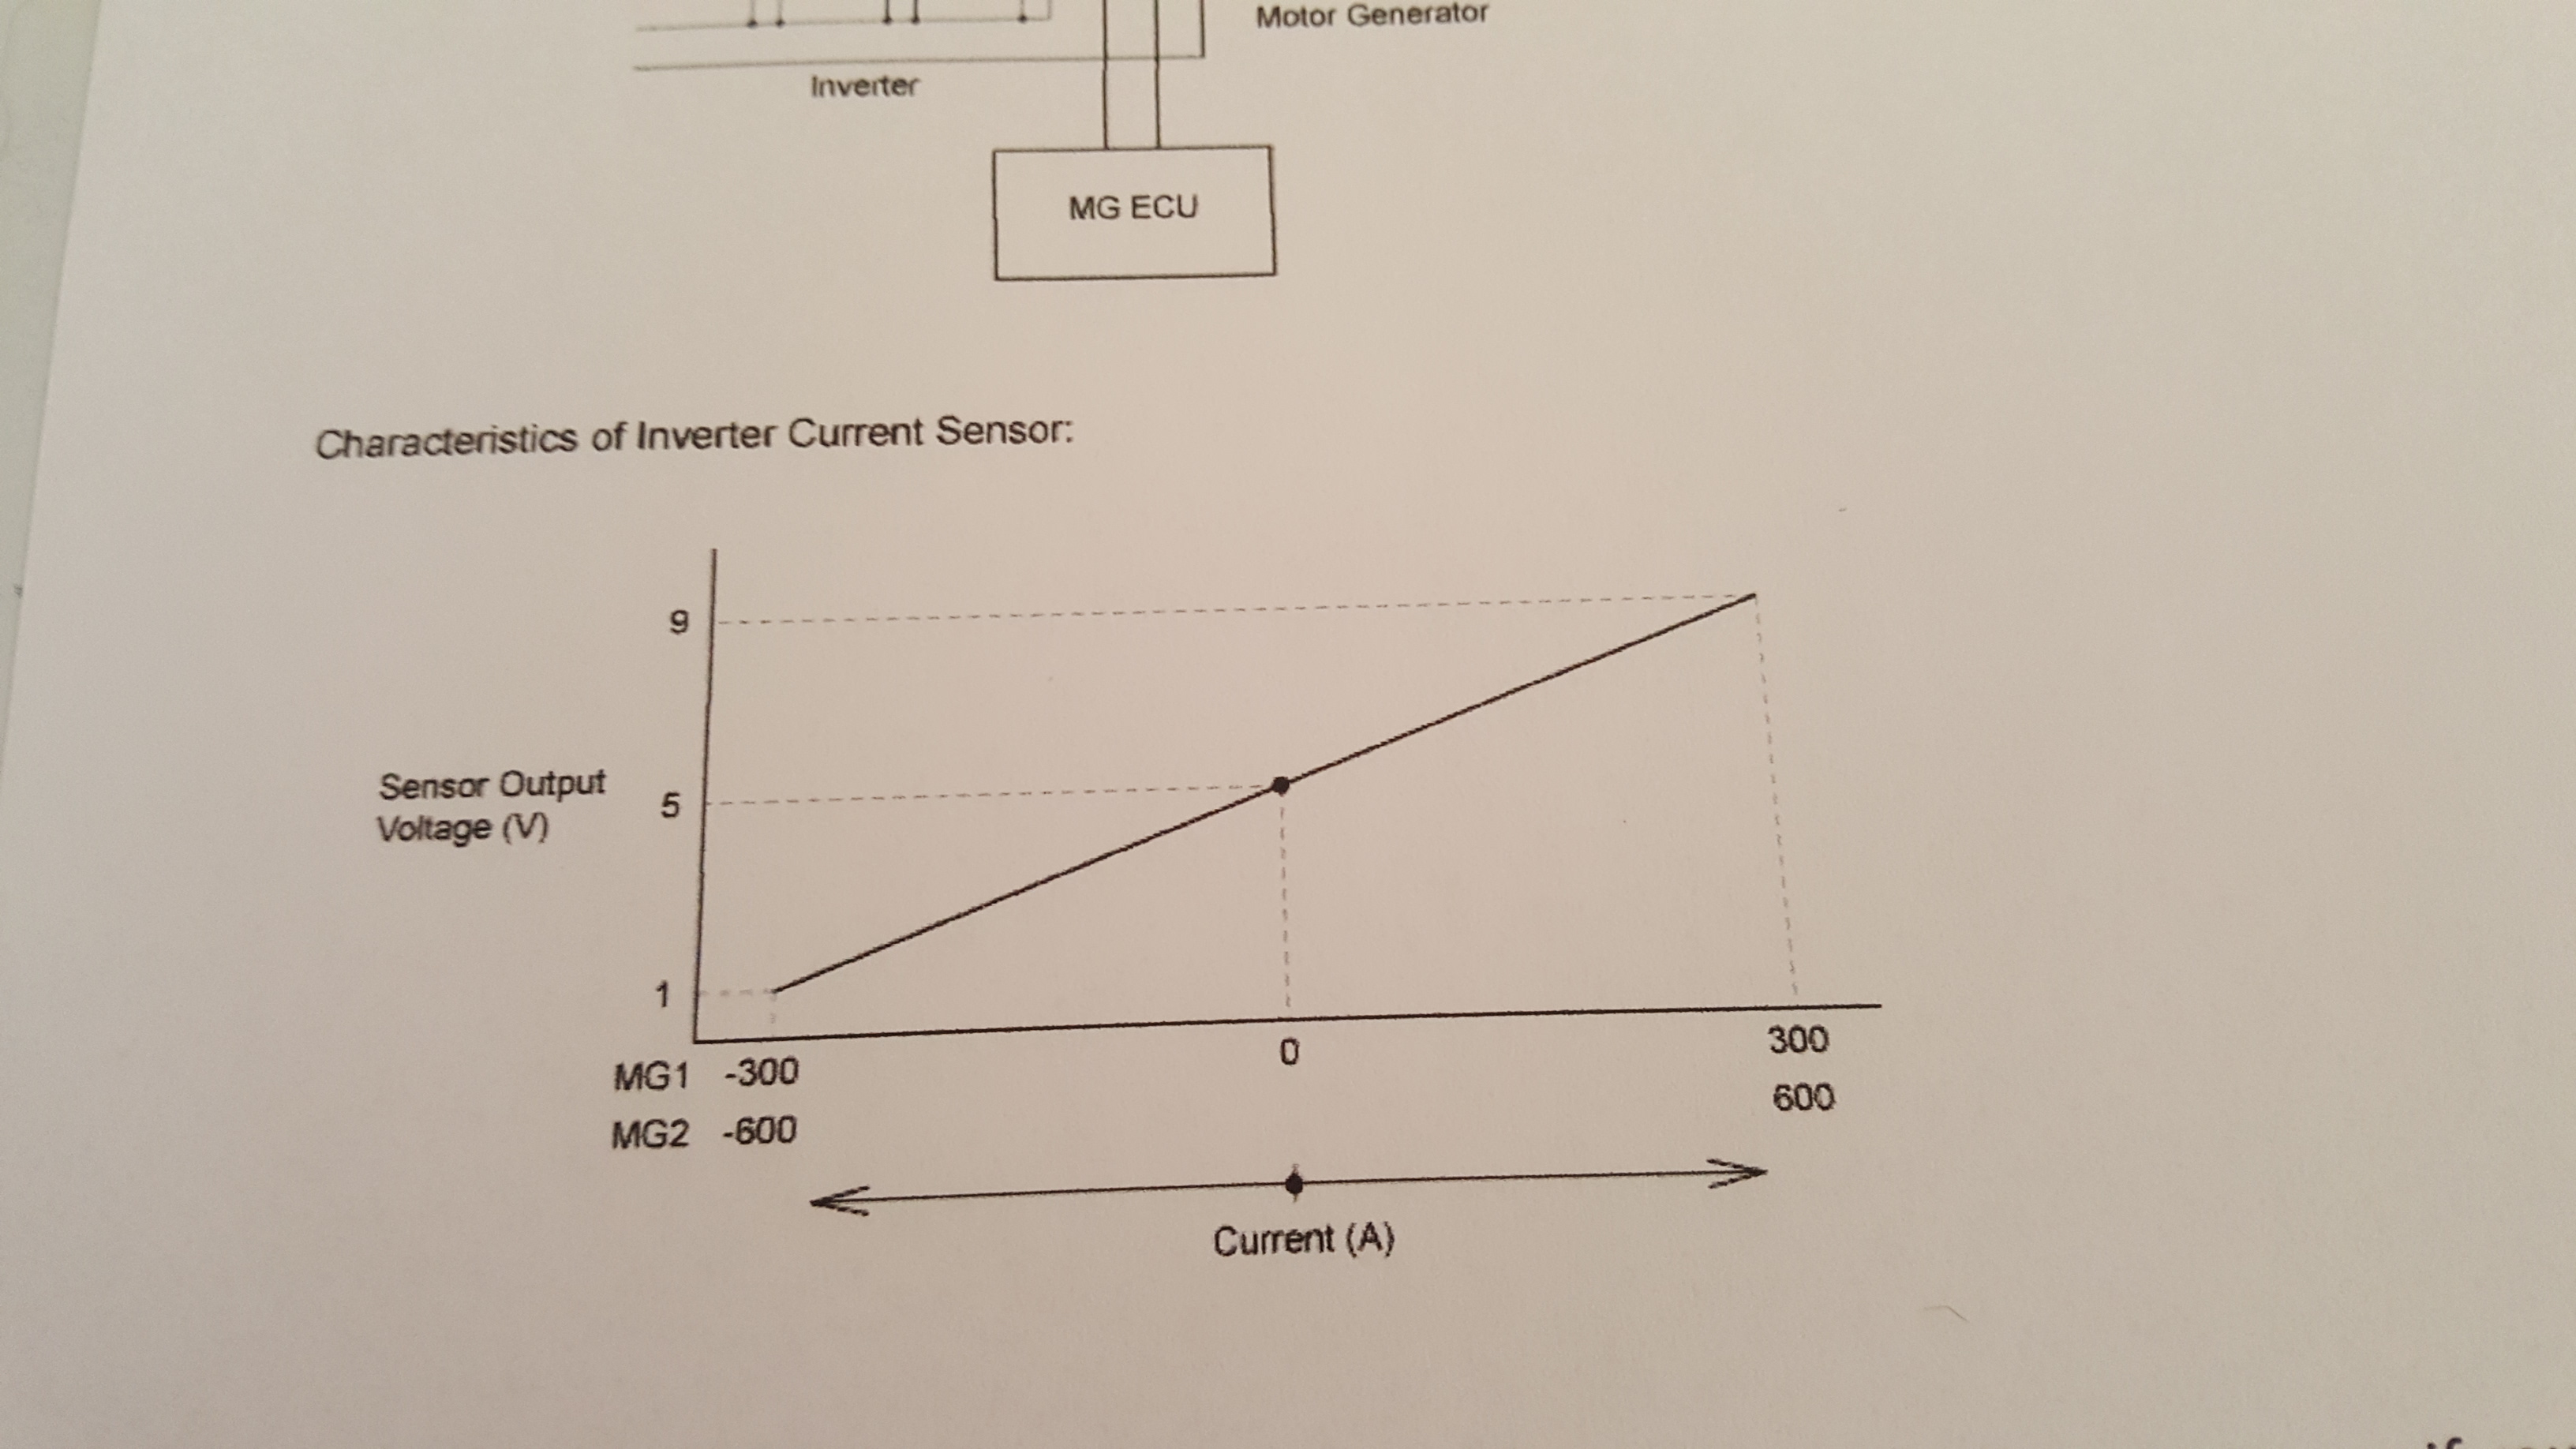 Motor Generator
Inverter
MG ECU
Characteristics of Inverter Current Sensor:
9
Sensor Output
Voltage (V)
5
1
MG1 -300 0 300
MG2 -600 600
Current (A)